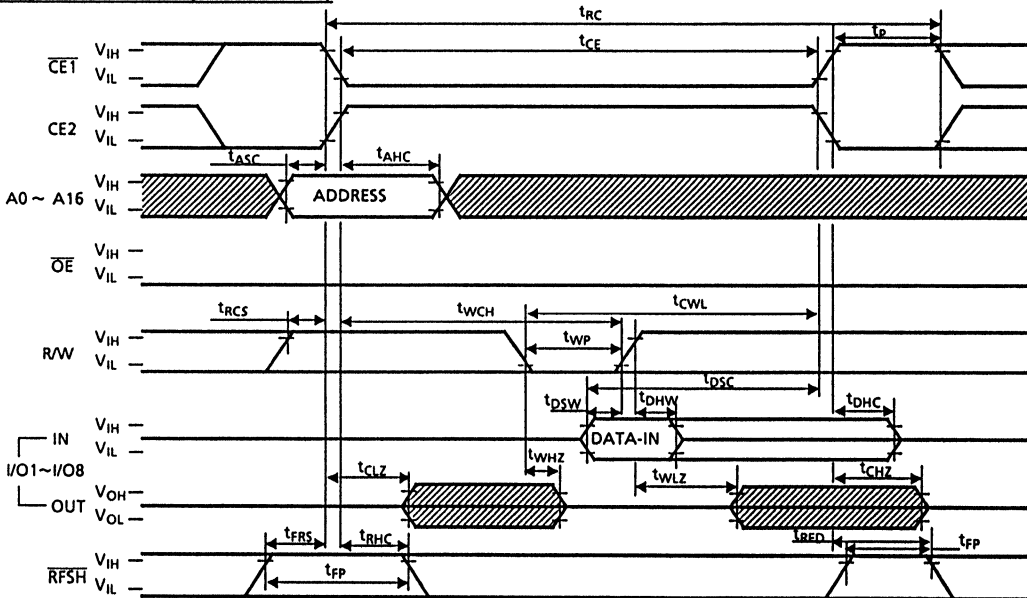 tRC
tCE
tP
CE1
VIH
VIL
CE2
VIH
VIL
tASC
tAHC
A0 ~ A16
VIH
VIL
ADDRESS
OE
VIH
VIL
tRCS
tWCH
tCWL
R/W
VIH
VIL
tWP
tDSC
tDSW
tDHW
tDHC
IN
VIH
VIL
DATA-IN
I/O1~I/O8
tCLZ
tWHZ
tWLZ
tCHZ
OUT
VOH
VOL
tFRS
tRHC
tRFD
tFP
RFSH
VIH
VIL
tFP